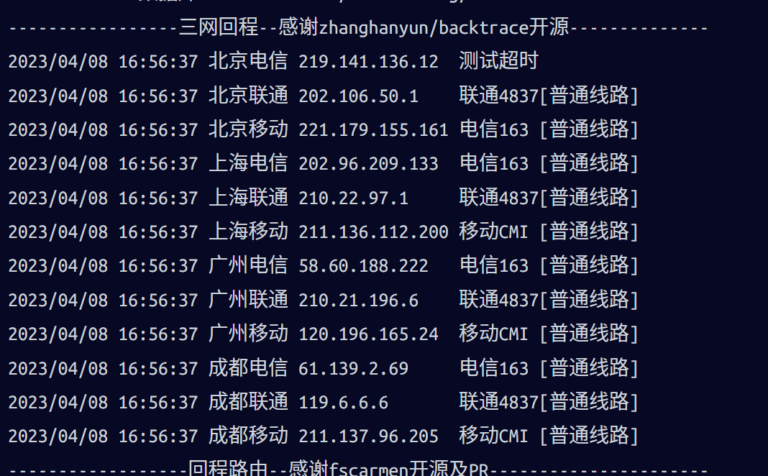 -----------------三网回程--感谢zhanghanyun/backtrace开源--------------
2023/04/08 16:56:37 北京电信 219.141.136.12  测试超时
2023/04/08 16:56:37 北京联通 202.106.50.1    联通4837[普通线路]
2023/04/08 16:56:37 北京移动 221.179.155.161 电信163 [普通线路]
2023/04/08 16:56:37 上海电信 202.96.209.133  电信163 [普通线路]
2023/04/08 16:56:37 上海联通 210.22.97.1     联通4837[普通线路]
2023/04/08 16:56:37 上海移动 211.136.112.200 移动CMI [普通线路]
2023/04/08 16:56:37 广州电信 58.60.188.222   电信163 [普通线路]
2023/04/08 16:56:37 广州联通 210.21.196.6    联通4837[普通线路]
2023/04/08 16:56:37 广州移动 120.196.165.24  移动CMI [普通线路]
2023/04/08 16:56:37 成都电信 61.139.2.69     电信163 [普通线路]
2023/04/08 16:56:37 成都联通 119.6.6.6       联通4837[普通线路]
2023/04/08 16:56:37 成都移动 211.137.96.205  移动CMI [普通线路]
------------------回程路由--感谢fscarmen开源及PR----------------------